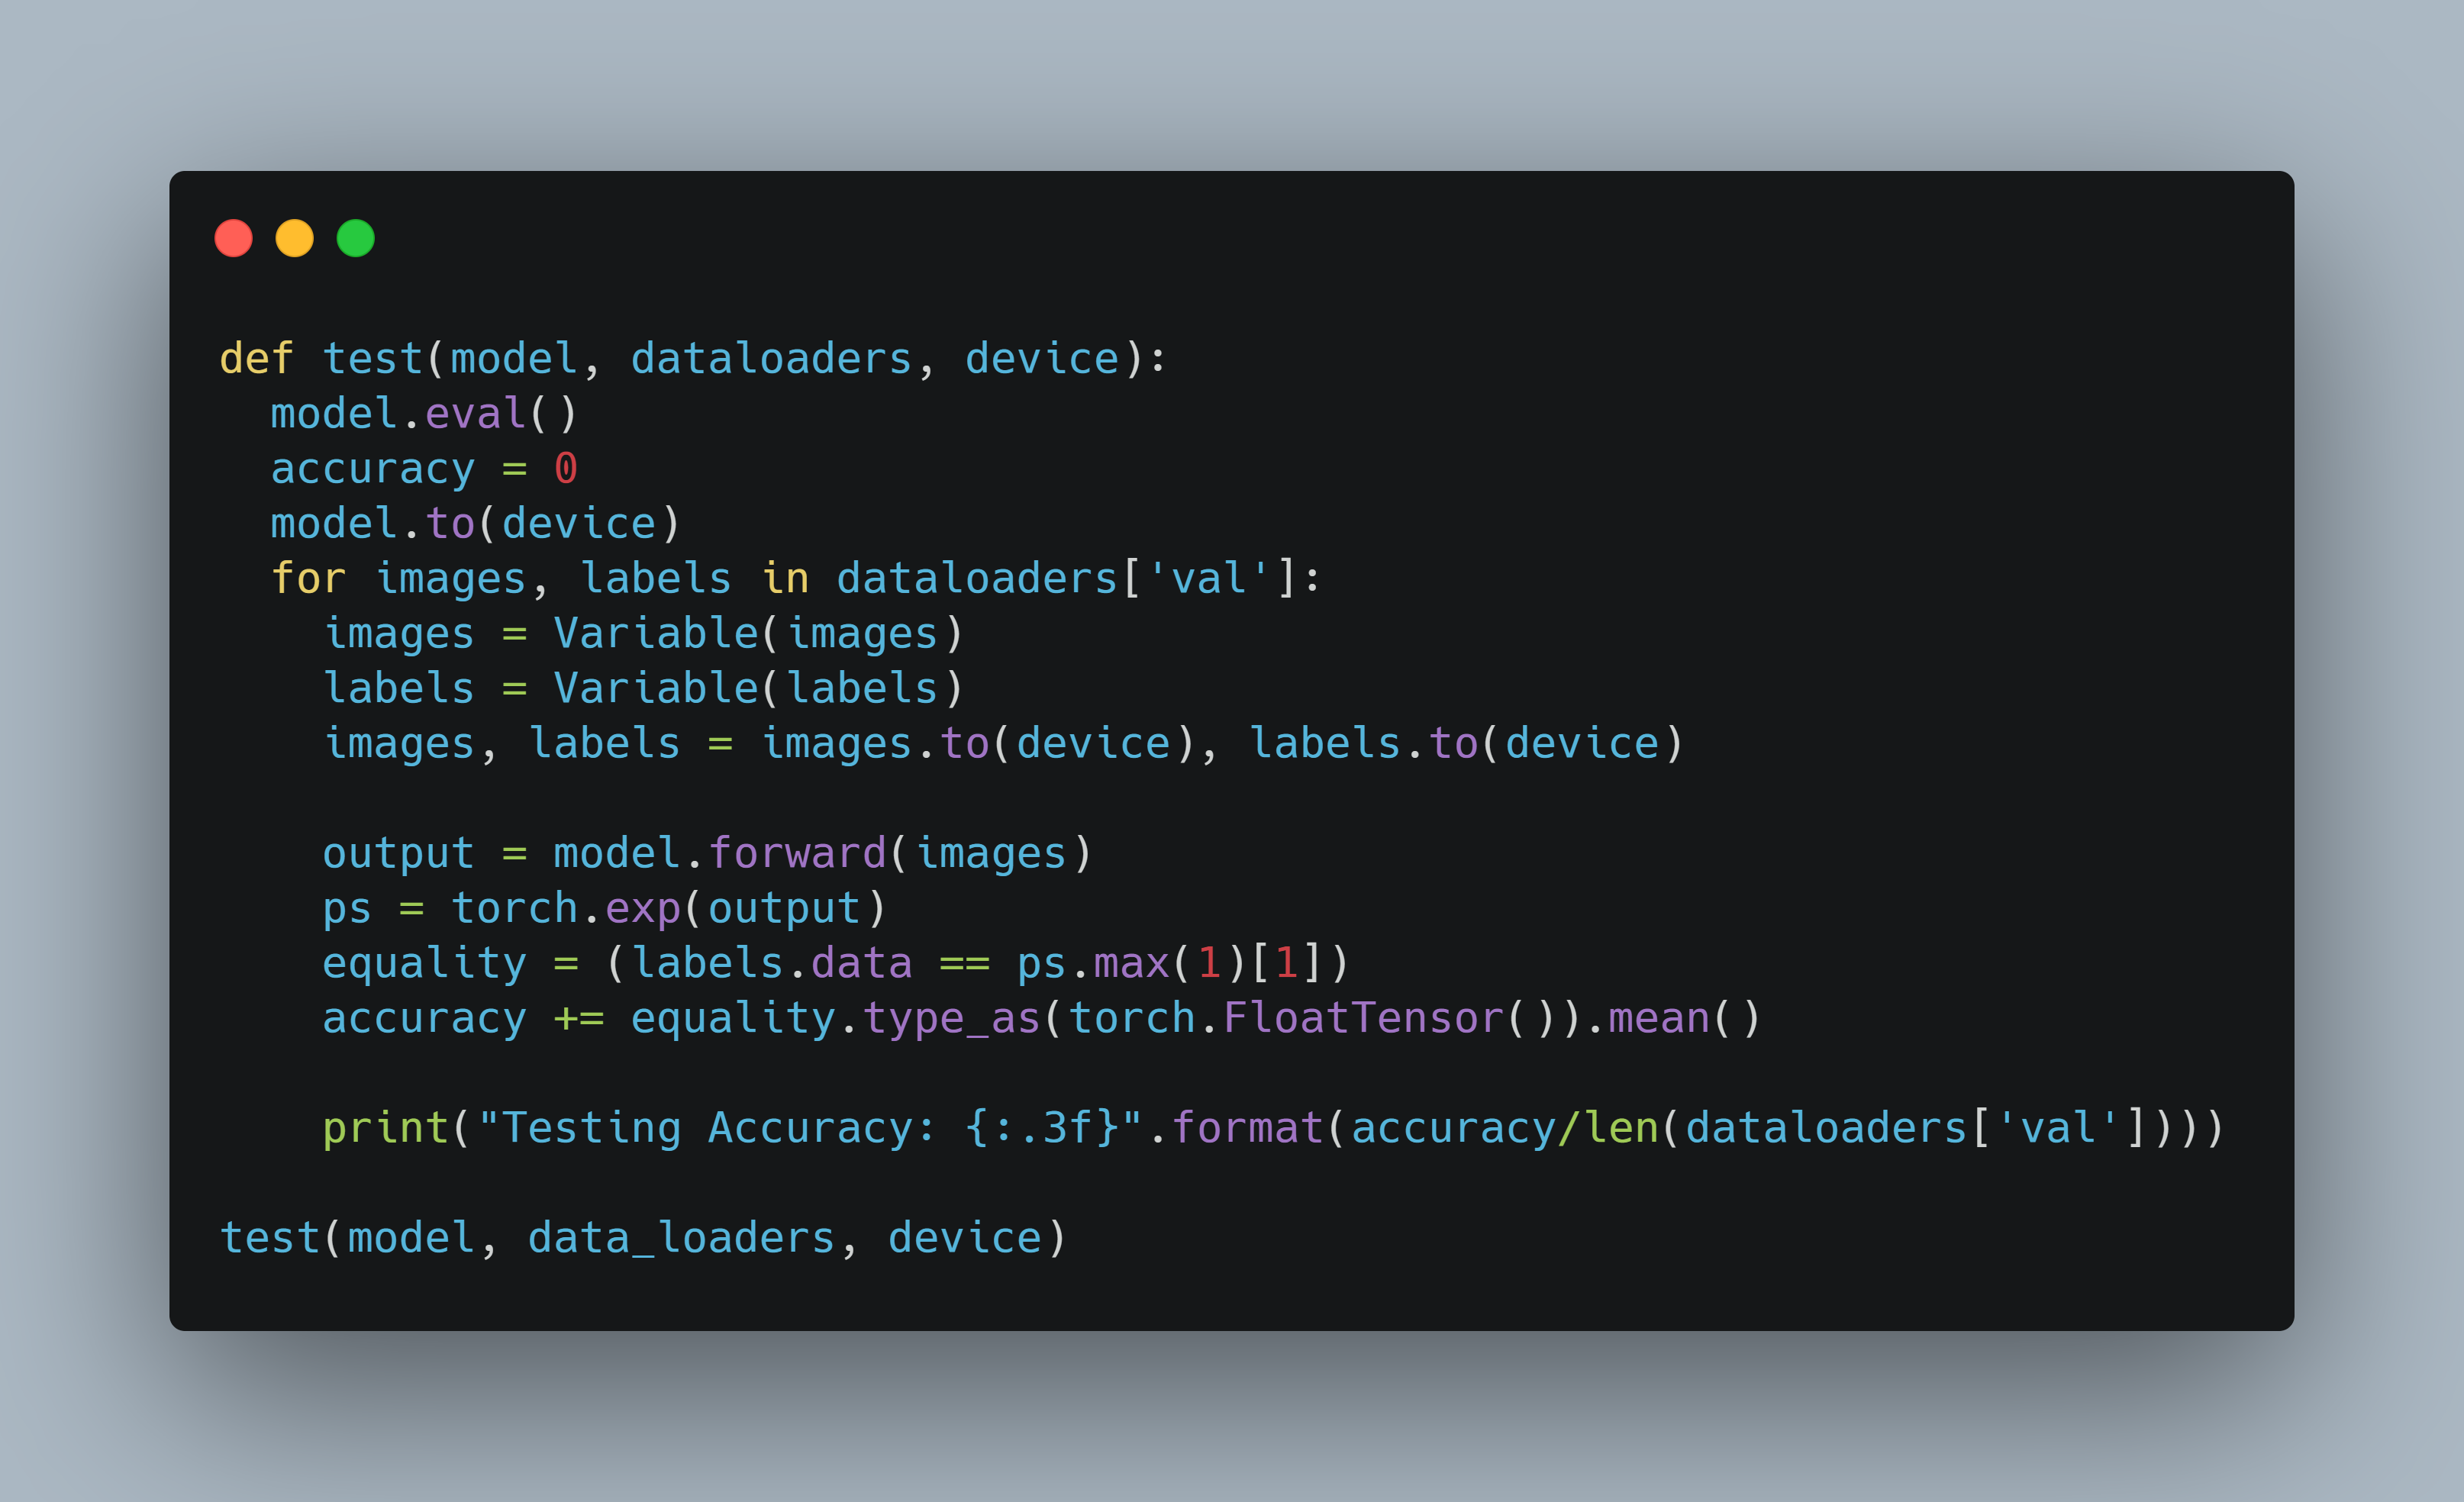 def test(model, dataloaders, device):
  model.eval()
  accuracy = 0
  model.to(device)
  for images, labels in dataloaders['val']:
    images = Variable(images)
    labels = Variable(labels)
    images, labels = images.to(device), labels.to(device)

    output = model.forward(images)
    ps = torch.exp(output)
    equality = (labels.data == ps.max(1)[1])
    accuracy += equality.type_as(torch.FloatTensor()).mean()

    print("Testing Accuracy: {:.3f}".format(accuracy/len(dataloaders['val'])))

test(model, data_loaders, device)